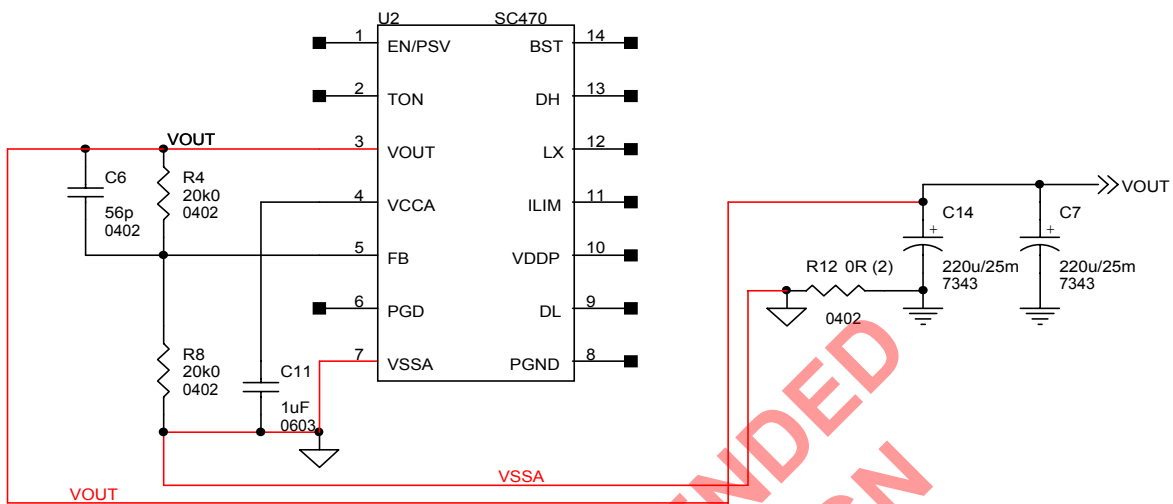 U2 SC470
1 EN/PSV BST 14
2 TON DH 13
VOUT 3 VOUT LX 12
C6 R4 4 VCCA ILIM 11
56p 20k0
0402 0402
5 FB VDDP 10
6 PGD DL 9
7 VSSA PGND 8
R8
20k0
0402
C11
1uF
0603
VOUT
C14 C7
+ +
220u/25m 220u/25m
7343 7343
R12 0R (2)
0402
VSSA
VOUT
NDED
GN